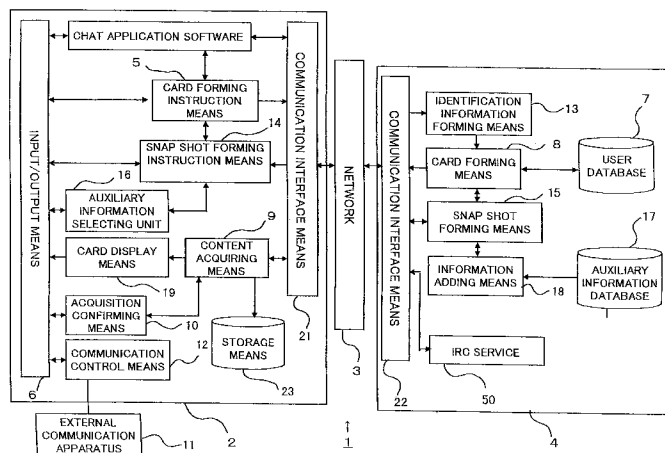 CHAT APPLICATION SOFTWARE
5
CARD FORMING
INSTRUCTION MEANS
14
SNAP SHOT FORMING
INSTRUCTION MEANS
16
AUXILIARY
INFORMATION
SELECTING UNIT
9
CARD DISPLAY
MEANS
CONTENT
ACQUIRING
MEANS
19
ACQUISITION
CONFIRMING
MEANS
10
COMMUNICATION
CONTROL MEANS
12
STORAGE
MEANS
23
INPUT/OUTPUT MEANS
6
COMMUNICATION INTERFACE MEANS
21
2
EXTERNAL
COMMUNICATION
APPARATUS
11
NETWORK
3
1
COMMUNICATION INTERFACE MEANS
22
IDENTIFICATION
INFORMATION
FORMING MEANS
13
7
8
CARD FORMING
MEANS
USER
DATABASE
15
SNAP SHOT
FORMING MEANS
17
INFORMATION
ADDING MEANS
18
AUXILIARY
INFORMATION
DATABASE
IRC SERVICE
50
4